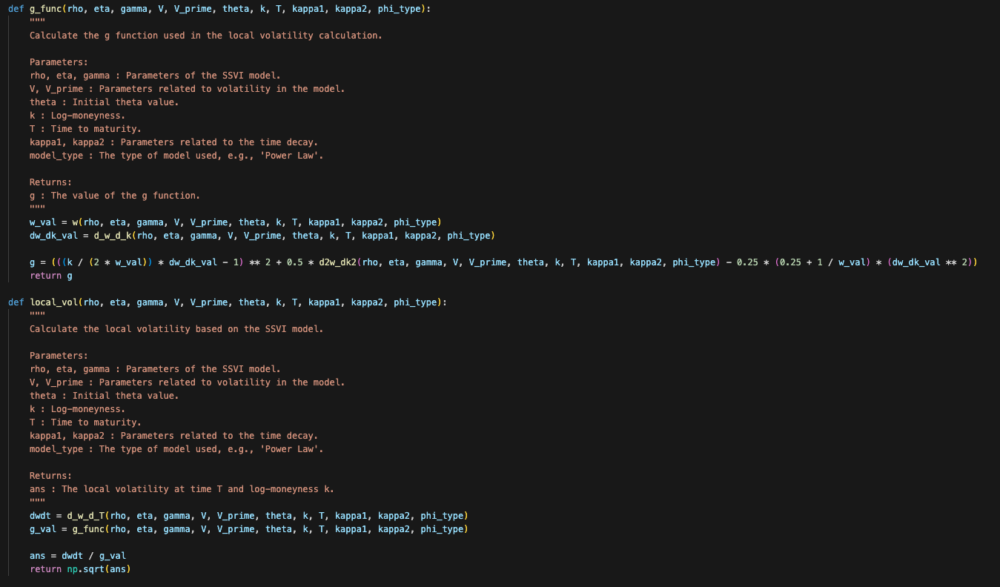 def g_func(rho, eta, gamma, V, V_prime, theta, k, T, kappa1, kappa2, phi_type):
    """
    Calculate the g function used in the local volatility calculation.

    Parameters:
    rho, eta, gamma : Parameters of the SSVI model.
    V, V_prime : Parameters related to volatility in the model.
    theta : Initial theta value.
    k : Log-moneyness.
    T : Time to maturity.
    kappa1, kappa2 : Parameters related to the time decay.
    model_type : The type of model used, e.g., 'Power Law'.

    Returns:
    g : The value of the g function.
    """
    w_val = w(rho, eta, gamma, V, V_prime, theta, k, T, kappa1, kappa2, phi_type)
    dw_dk_val = d_w_d_k(rho, eta, gamma, V, V_prime, theta, k, T, kappa1, kappa2, phi_type)

    g = (((k / (2 * w_val)) * dw_dk_val - 1) ** 2 + 0.5 * d2w_dk2(rho, eta, gamma, V, V_prime, theta, k, T, kappa1, kappa2, phi_type) - 0.25 * (0.25 + 1 / w_val) * (dw_dk_val ** 2))
    return g

def local_vol(rho, eta, gamma, V, V_prime, theta, k, T, kappa1, kappa2, phi_type):
    """
    Calculate the local volatility based on the SSVI model.

    Parameters:
    rho, eta, gamma : Parameters of the SSVI model.
    V, V_prime : Parameters related to volatility in the model.
    theta : Initial theta value.
    k : Log-moneyness.
    T : Time to maturity.
    kappa1, kappa2 : Parameters related to the time decay.
    model_type : The type of model used, e.g., 'Power Law'.

    Returns:
    ans : The local volatility at time T and log-moneyness k.
    """
    dwdt = d_w_d_T(rho, eta, gamma, V, V_prime, theta, k, T, kappa1, kappa2, phi_type)
    g_val = g_func(rho, eta, gamma, V, V_prime, theta, k, T, kappa1, kappa2, phi_type)

    ans = dwdt / g_val
    return np.sqrt(ans)